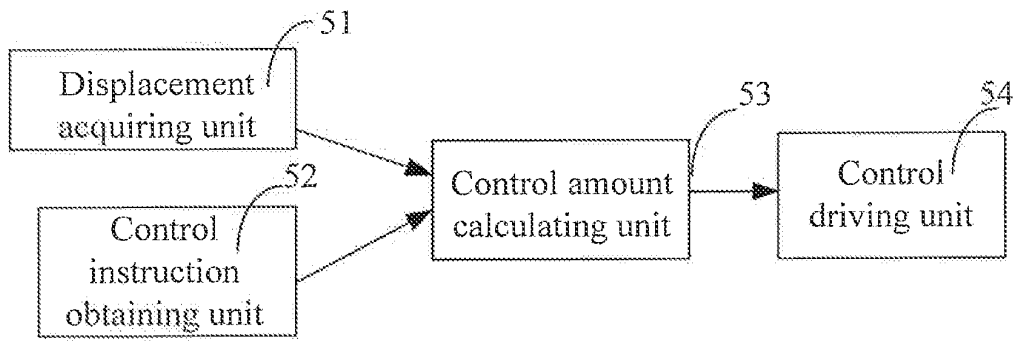 51
Displacement
acquiring unit
52
Control
instruction
obtaining unit
53
Control amount
calculating unit
54
Control
driving unit